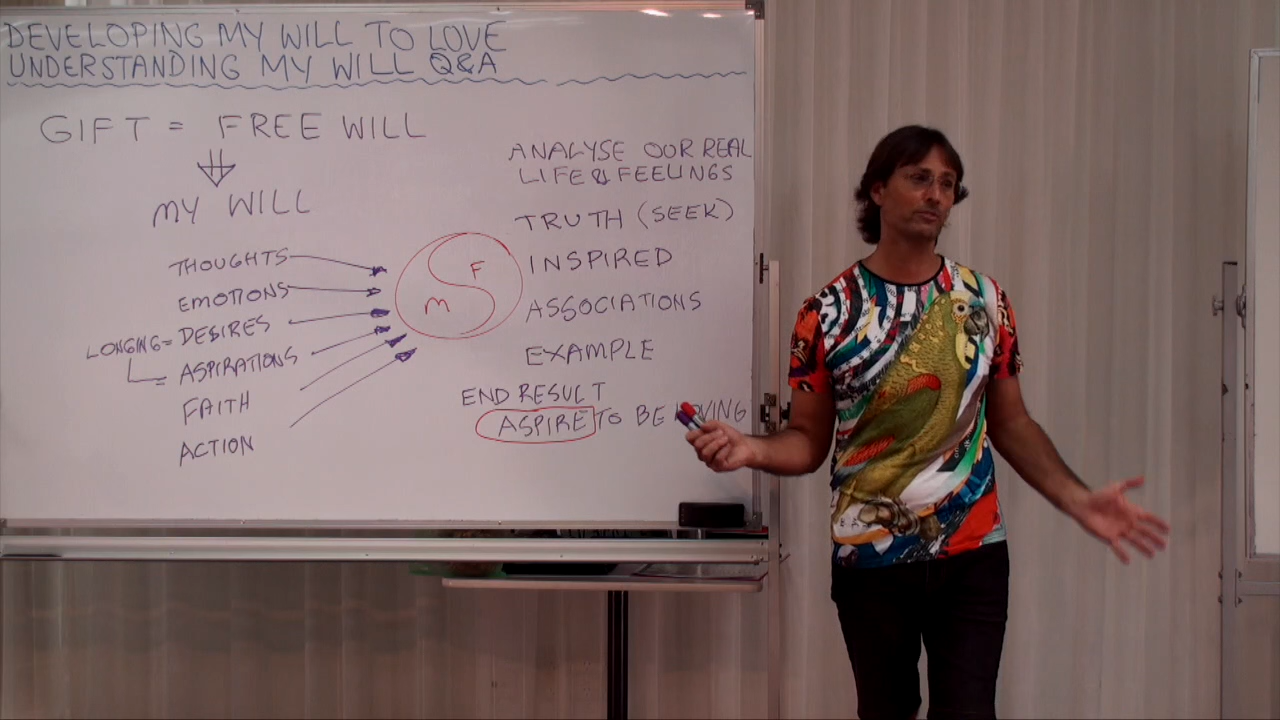 DEVELOPING MY WILL TO LOVE
UNDERSTANDING MY WILL Q&A
GIFT = FREE WILL
MY WILL
THOUGHTS
EMOTIONS
LONGING = DESIRES
= ASPIRATIONS
FAITH
ACTION
F
M
ANALYSE OUR REAL
LIFE & FEELINGS
TRUTH (SEEK)
INSPIRED
ASSOCIATIONS
EXAMPLE
END RESULT
ASPIRE TO BE LOVING